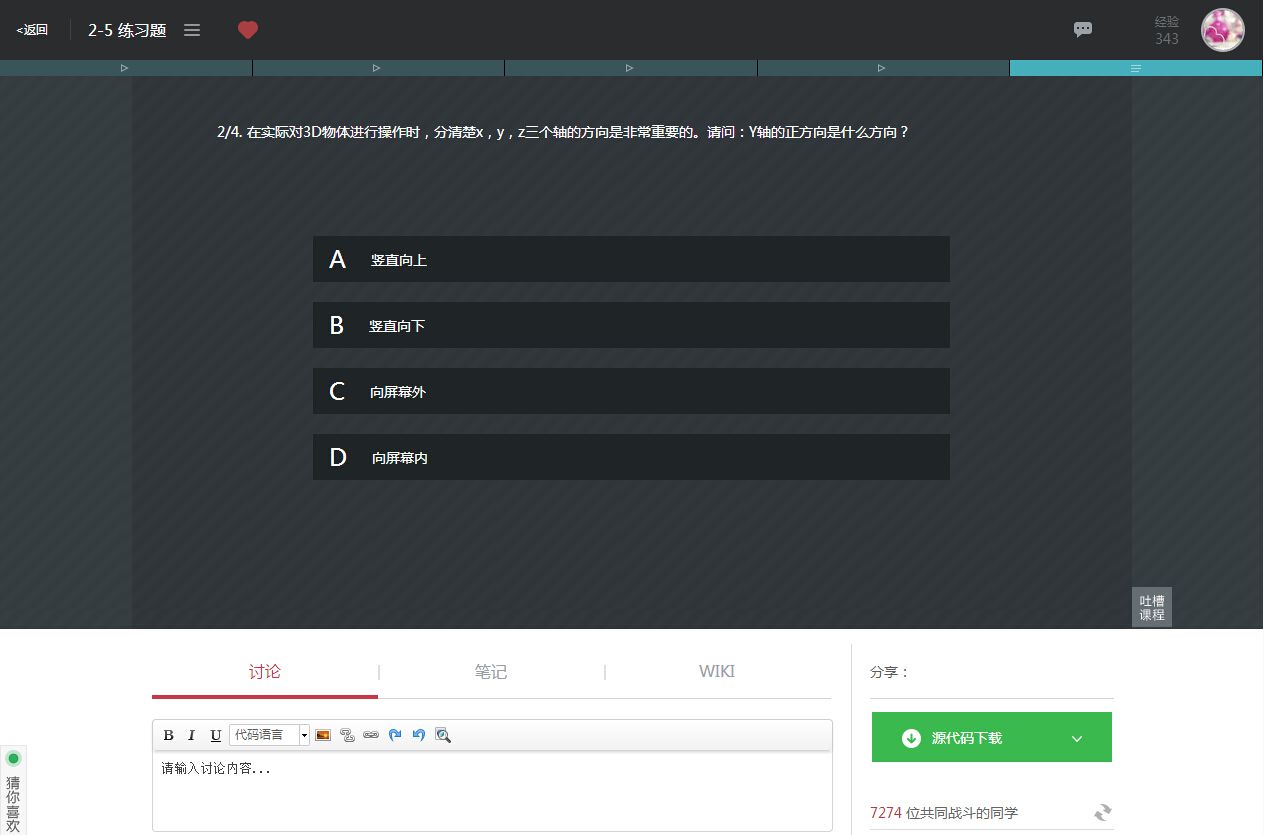 <返回
2-5 练习题
经验
343
2/4. 在实际对3D物体进行操作时，分清楚x，y，z三个轴的方向是非常重要的。请问：Y轴的正方向是什么方向？
A 竖直向上
B 竖直向下
C 向屏幕外
D 向屏幕内
吐槽
课程
讨论 | 笔记 | WIKI
分享：
B I U 代码语言
源代码下载
请输入讨论内容...
猜你喜欢
7274 位共同战斗的同学